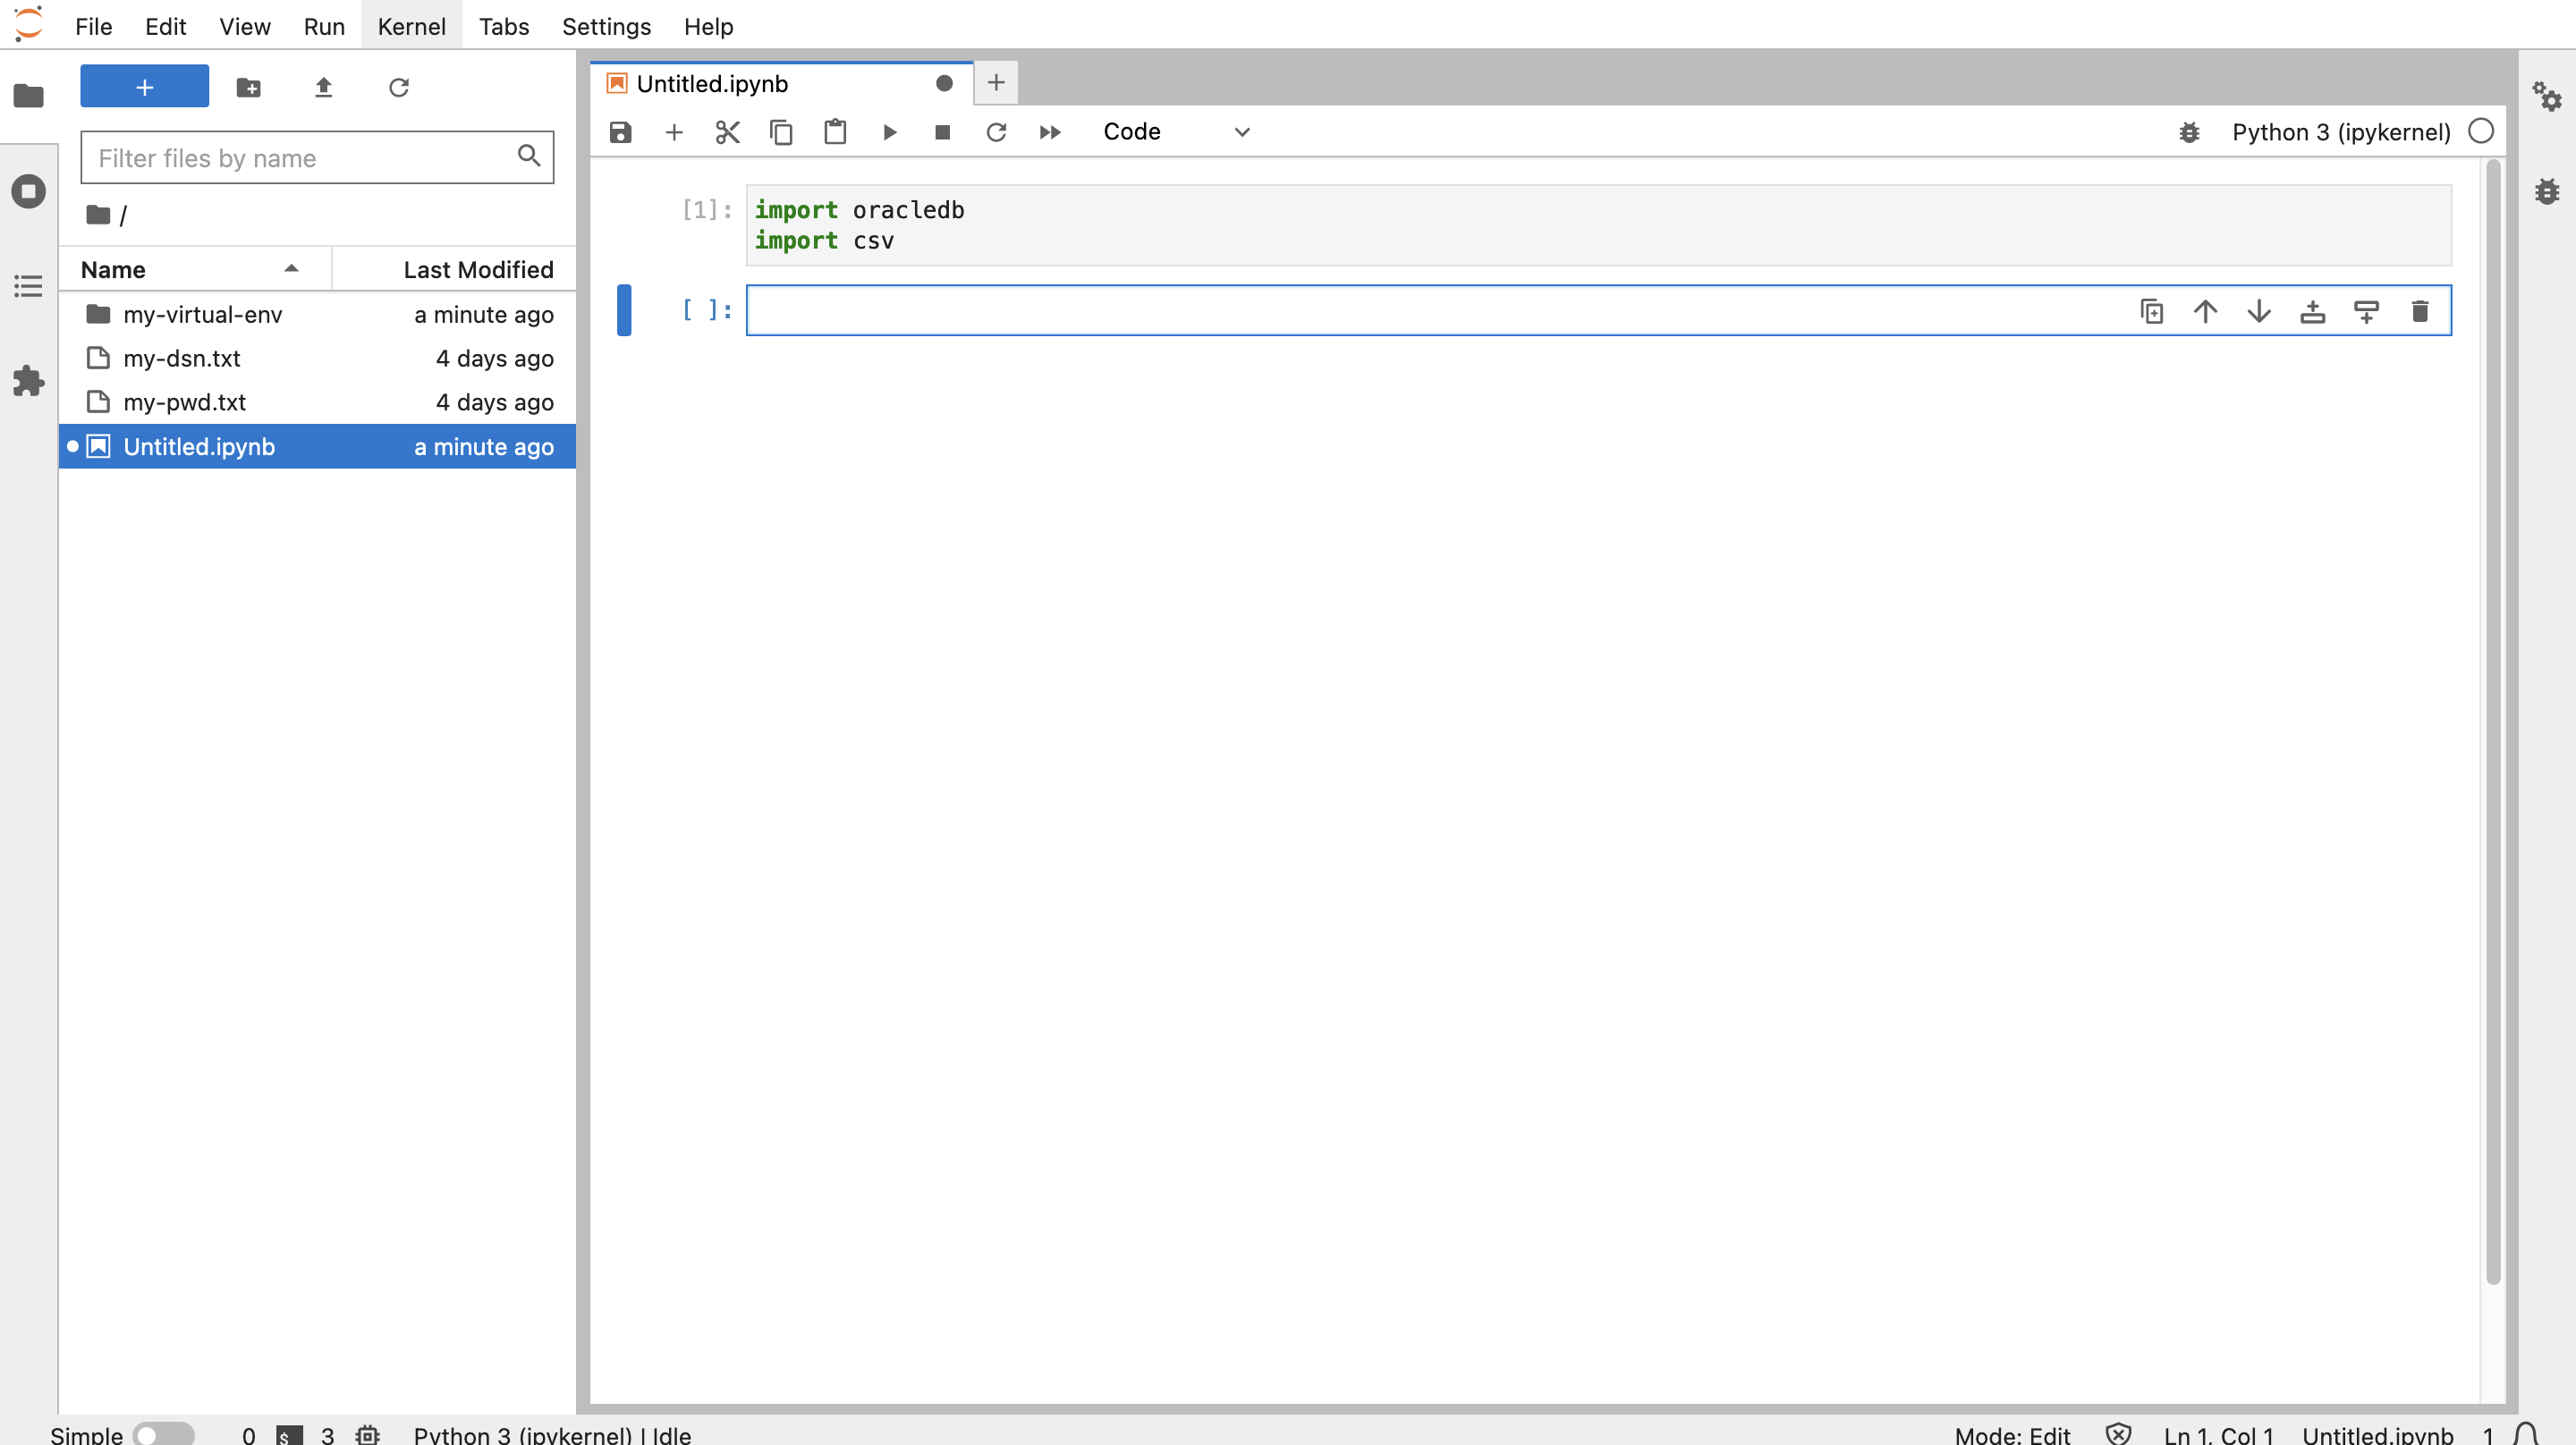 File Edit View Run Kernel Tabs Settings Help
Untitled.ipynb
Code
Python 3 (ipykernel)
Filter files by name
/
Name Last Modified
my-virtual-env a minute ago
my-dsn.txt 4 days ago
my-pwd.txt 4 days ago
Untitled.ipynb a minute ago
[1]: import oracledb
import csv
[ ]:
Simple 0 $ 3 Python 3 (ipykernel) | Idle Mode: Edit Ln 1, Col 1 Untitled.ipynb 1